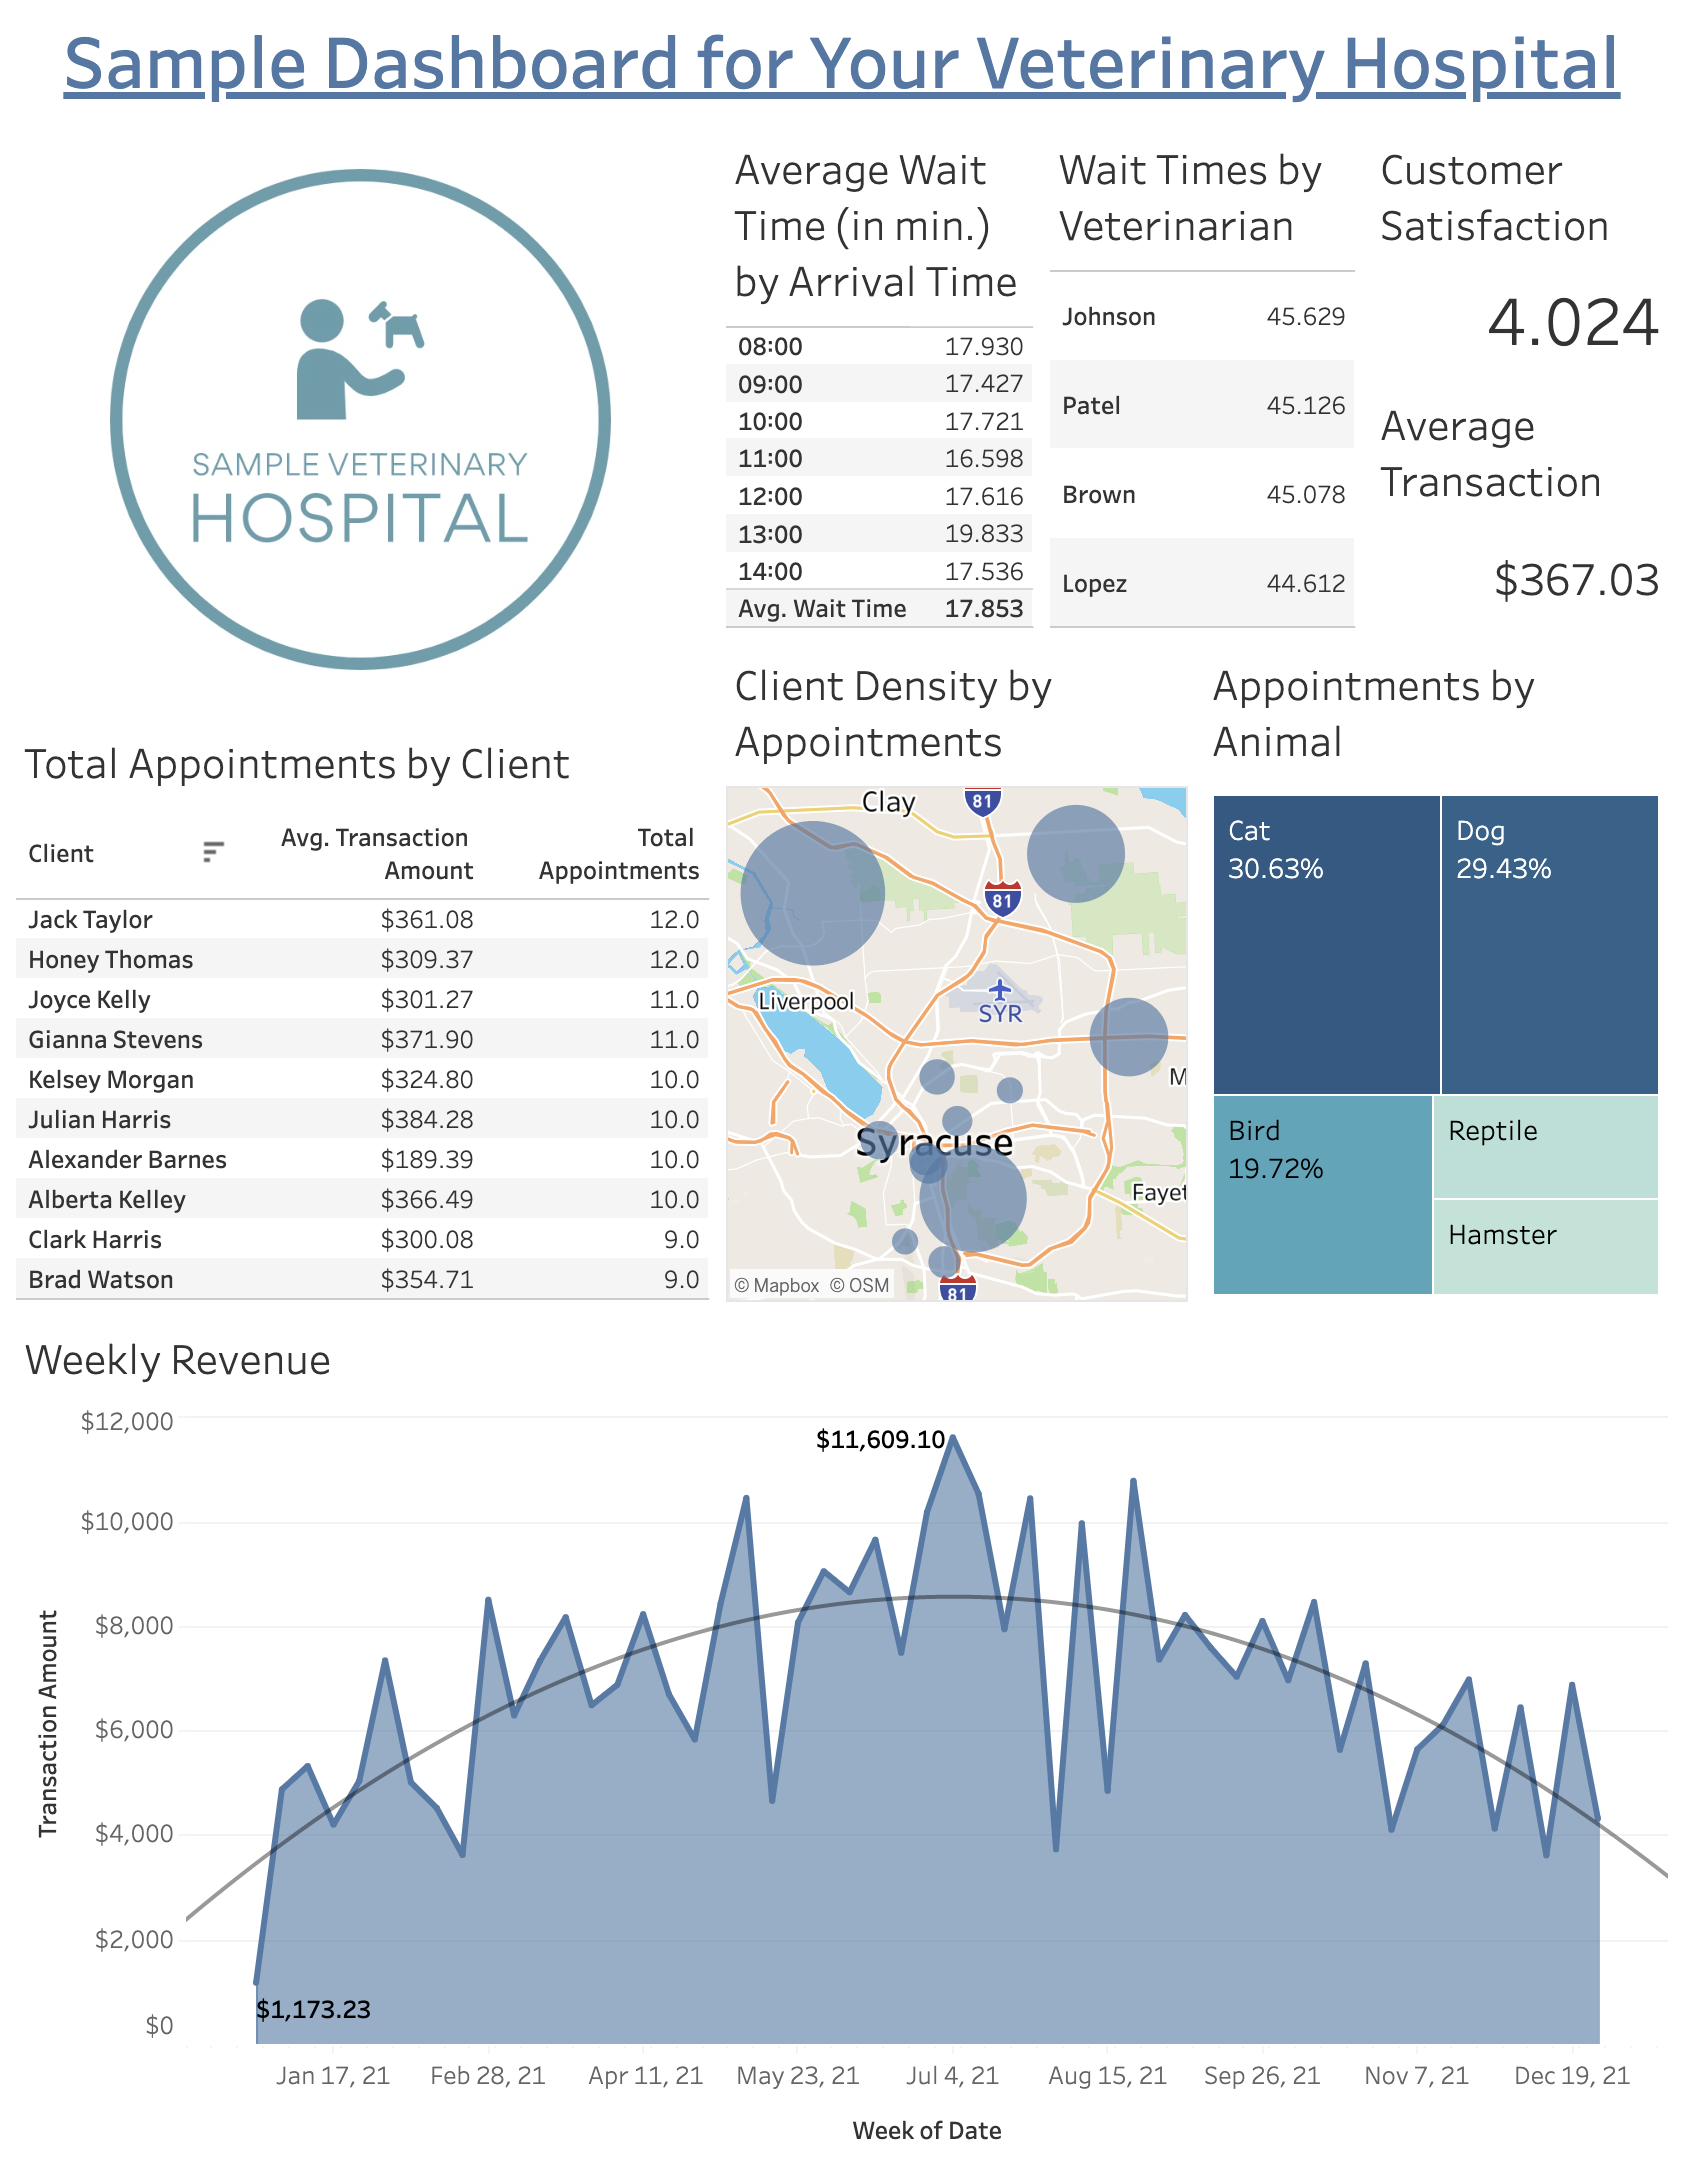 Sample Dashboard for Your Veterinary Hospital
SAMPLE VETERINARY
HOSPITAL
Average Wait
Time (in min.)
by Arrival Time
08:00 17.930
09:00 17.427
10:00 17.721
11:00 16.598
12:00 17.616
13:00 19.833
14:00 17.536
Avg. Wait Time 17.853
Wait Times by
Veterinarian
Johnson 45.629
Patel 45.126
Brown 45.078
Lopez 44.612
Customer
Satisfaction
4.024
Average
Transaction
$367.03
Total Appointments by Client
Client Avg. Transaction Amount Total Appointments
Jack Taylor $361.08 12.0
Honey Thomas $309.37 12.0
Joyce Kelly $301.27 11.0
Gianna Stevens $371.90 11.0
Kelsey Morgan $324.80 10.0
Julian Harris $384.28 10.0
Alexander Barnes $189.39 10.0
Alberta Kelley $366.49 10.0
Clark Harris $300.08 9.0
Brad Watson $354.71 9.0
Client Density by
Appointments
Clay
81
81
Liverpool
SYR
M
Syracuse
Fayet
© Mapbox © OSM
81
Appointments by
Animal
Cat
30.63%
Dog
29.43%
Bird
19.72%
Reptile
Hamster
Weekly Revenue
Transaction Amount
$12,000
$10,000
$8,000
$6,000
$4,000
$2,000
$0
$11,609.10
$1,173.23
Jan 17, 21 Feb 28, 21 Apr 11, 21 May 23, 21 Jul 4, 21 Aug 15, 21 Sep 26, 21 Nov 7, 21 Dec 19, 21
Week of Date